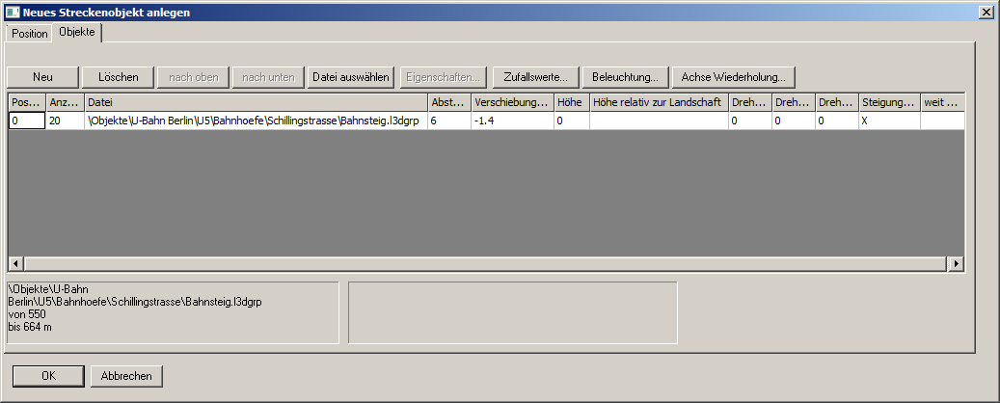 Neues Streckenobjekt anlegen
Position Objekte
Neu Löschen nach oben nach unten Datei auswählen Eigenschaften... Zufallswerte... Beleuchtung... Achse Wiederholung...
Pos... Anz... Datei Abst... Verschiebung... Höhe Höhe relativ zur Landschaft Dreh... Dreh... Dreh... Steigung... weit ...
0 20 \Objekte\U-Bahn Berlin\U5\Bahnhoefe\Schillingstrasse\Bahnsteig.l3dgrp 6 -1.4 0 0 0 0 X
\Objekte\U-Bahn
Berlin\U5\Bahnhoefe\Schillingstrasse\Bahnsteig.l3dgrp
von 550
bis 664 m
OK Abbrechen